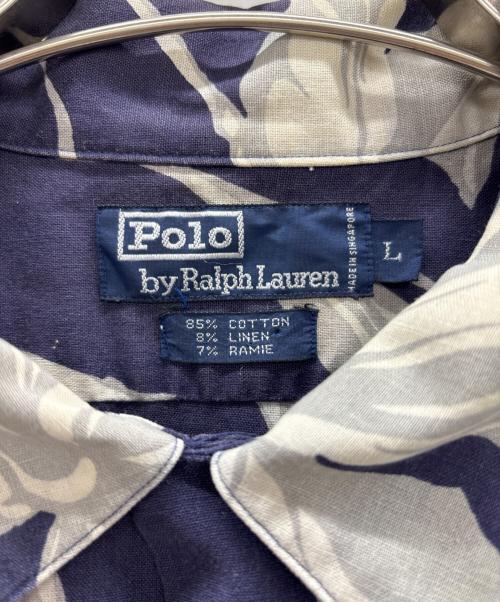 Polo
by Ralph Lauren
MADE IN SINGAPORE
L
85% COTTON
8% LINEN
7% RAMIE